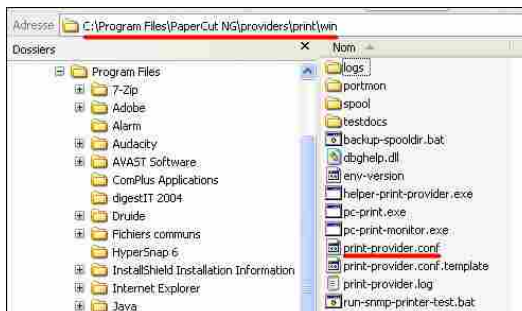 Adresse C:\Program Files\PaperCut NG\providers\print\win
Dossiers
Program Files
7-Zip
Adobe
Alarm
Audacity
AVAST Software
ComPlus Applications
digestIT 2004
Druide
Fichiers communs
HyperSnap 6
InstallShield Installation Information
Internet Explorer
Java
Nom
logs
portmon
spool
testdocs
backup-spooldir.bat
dbghelp.dll
env-version
helper-print-provider.exe
pc-print.exe
pc-print-monitor.exe
print-provider.conf
print-provider.conf.template
print-provider.log
run-snmp-printer-test.bat